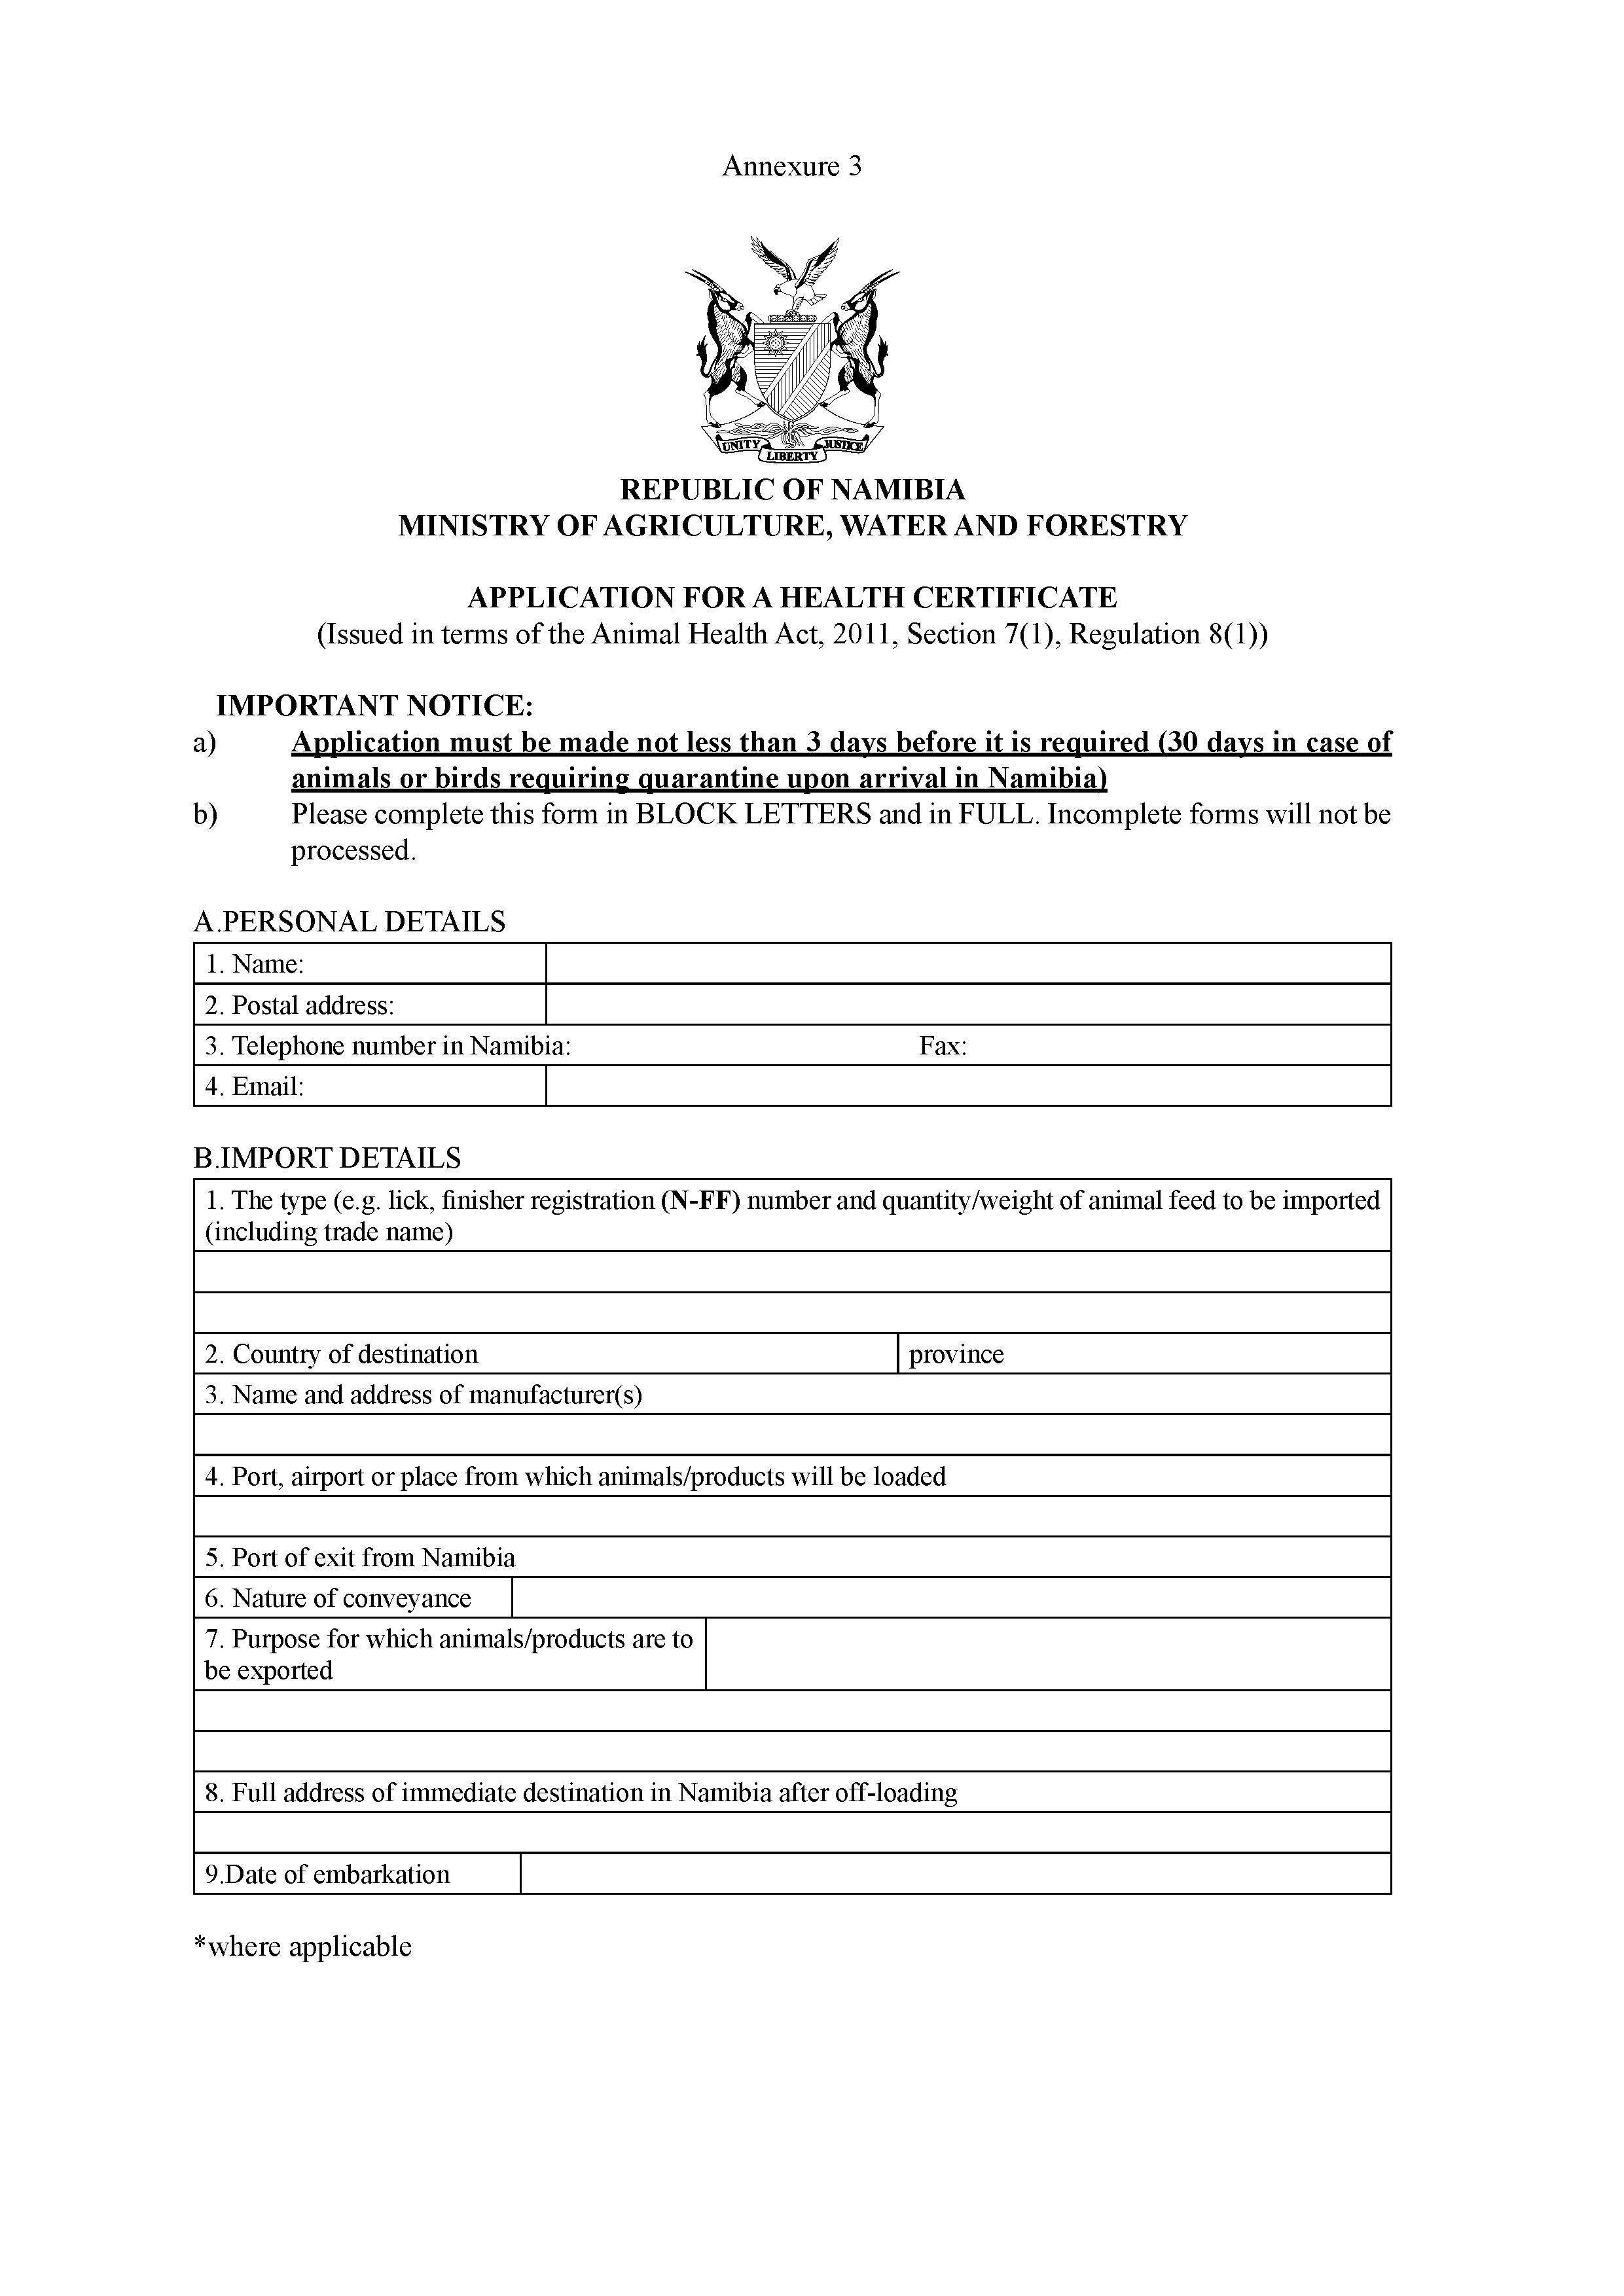 Annexure 3
UNITY
LIBERTY
JUSTICE
REPUBLIC OF NAMIBIA
MINISTRY OF AGRICULTURE, WATER AND FORESTRY
APPLICATION FOR A HEALTH CERTIFICATE
(Issued in terms of the Animal Health Act, 2011, Section 7(1), Regulation 8(1))
IMPORTANT NOTICE:
a) Application must be made not less than 3 days before it is required (30 days in case of
animals or birds requiring quarantine upon arrival in Namibia)
b) Please complete this form in BLOCK LETTERS and in FULL. Incomplete forms will not be
processed.
A.PERSONAL DETAILS
1. Name:
2. Postal address:
3. Telephone number in Namibia: Fax:
4. Email:
B.IMPORT DETAILS
1. The type (e.g. lick, finisher registration (N-FF) number and quantity/weight of animal feed to be imported
(including trade name)
2. Country of destination province
3. Name and address of manufacturer(s)
4. Port, airport or place from which animals/products will be loaded
5. Port of exit from Namibia
6. Nature of conveyance
7. Purpose for which animals/products are to
be exported
8. Full address of immediate destination in Namibia after off-loading
9.Date of embarkation
*where applicable